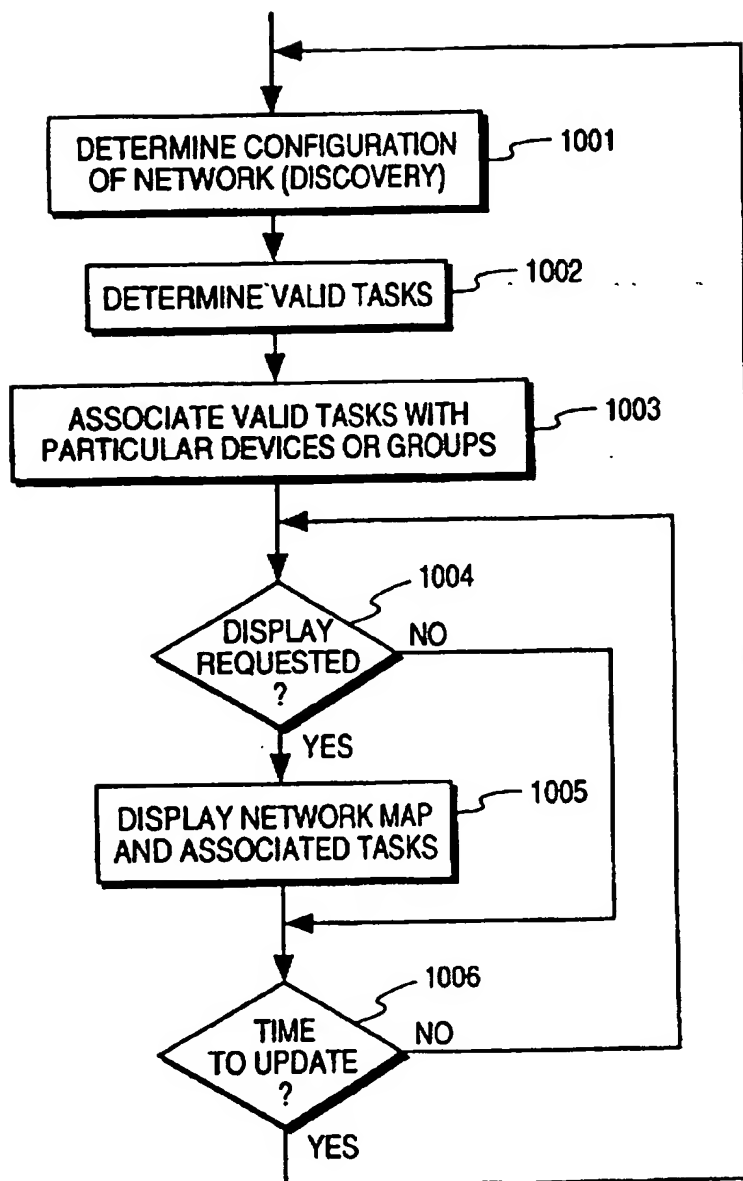 DETERMINE CONFIGURATION
OF NETWORK (DISCOVERY)
1001
DETERMINE VALID TASKS
1002
ASSOCIATE VALID TASKS WITH
PARTICULAR DEVICES OR GROUPS
1003
1004
DISPLAY
REQUESTED
?
NO
YES
DISPLAY NETWORK MAP
AND ASSOCIATED TASKS
1005
1006
TIME
TO UPDATE
?
NO
YES